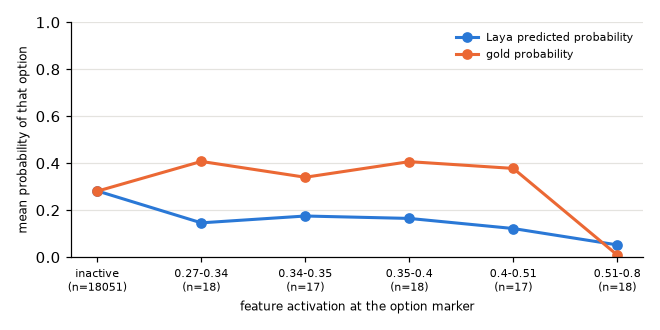 1.0
0.8
0.6
0.4
0.2
0.0
mean probability of that option
Laya predicted probability
gold probability
inactive
(n=18051)
0.27-0.34
(n=18)
0.34-0.35
(n=17)
0.35-0.4
(n=18)
0.4-0.51
(n=17)
0.51-0.8
(n=18)
feature activation at the option marker